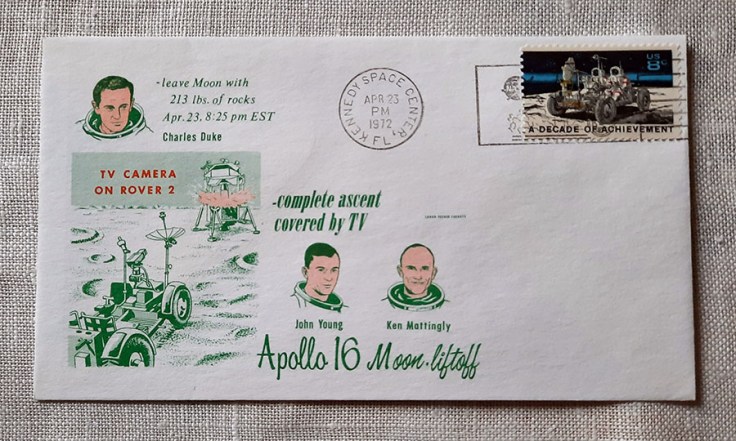 -leave Moon with
213 lbs. of rocks
Apr. 23, 8:25 pm EST
Charles Duke
TV CAMERA
ON ROVER 2
-complete ascent
covered by TV
John Young
Ken Mattingly
Apollo 16 Moon liftoff
KENNEDY SPACE CENTER, FL.
APR 23
PM
1972
US
8c
A DECADE OF ACHIEVEMENT